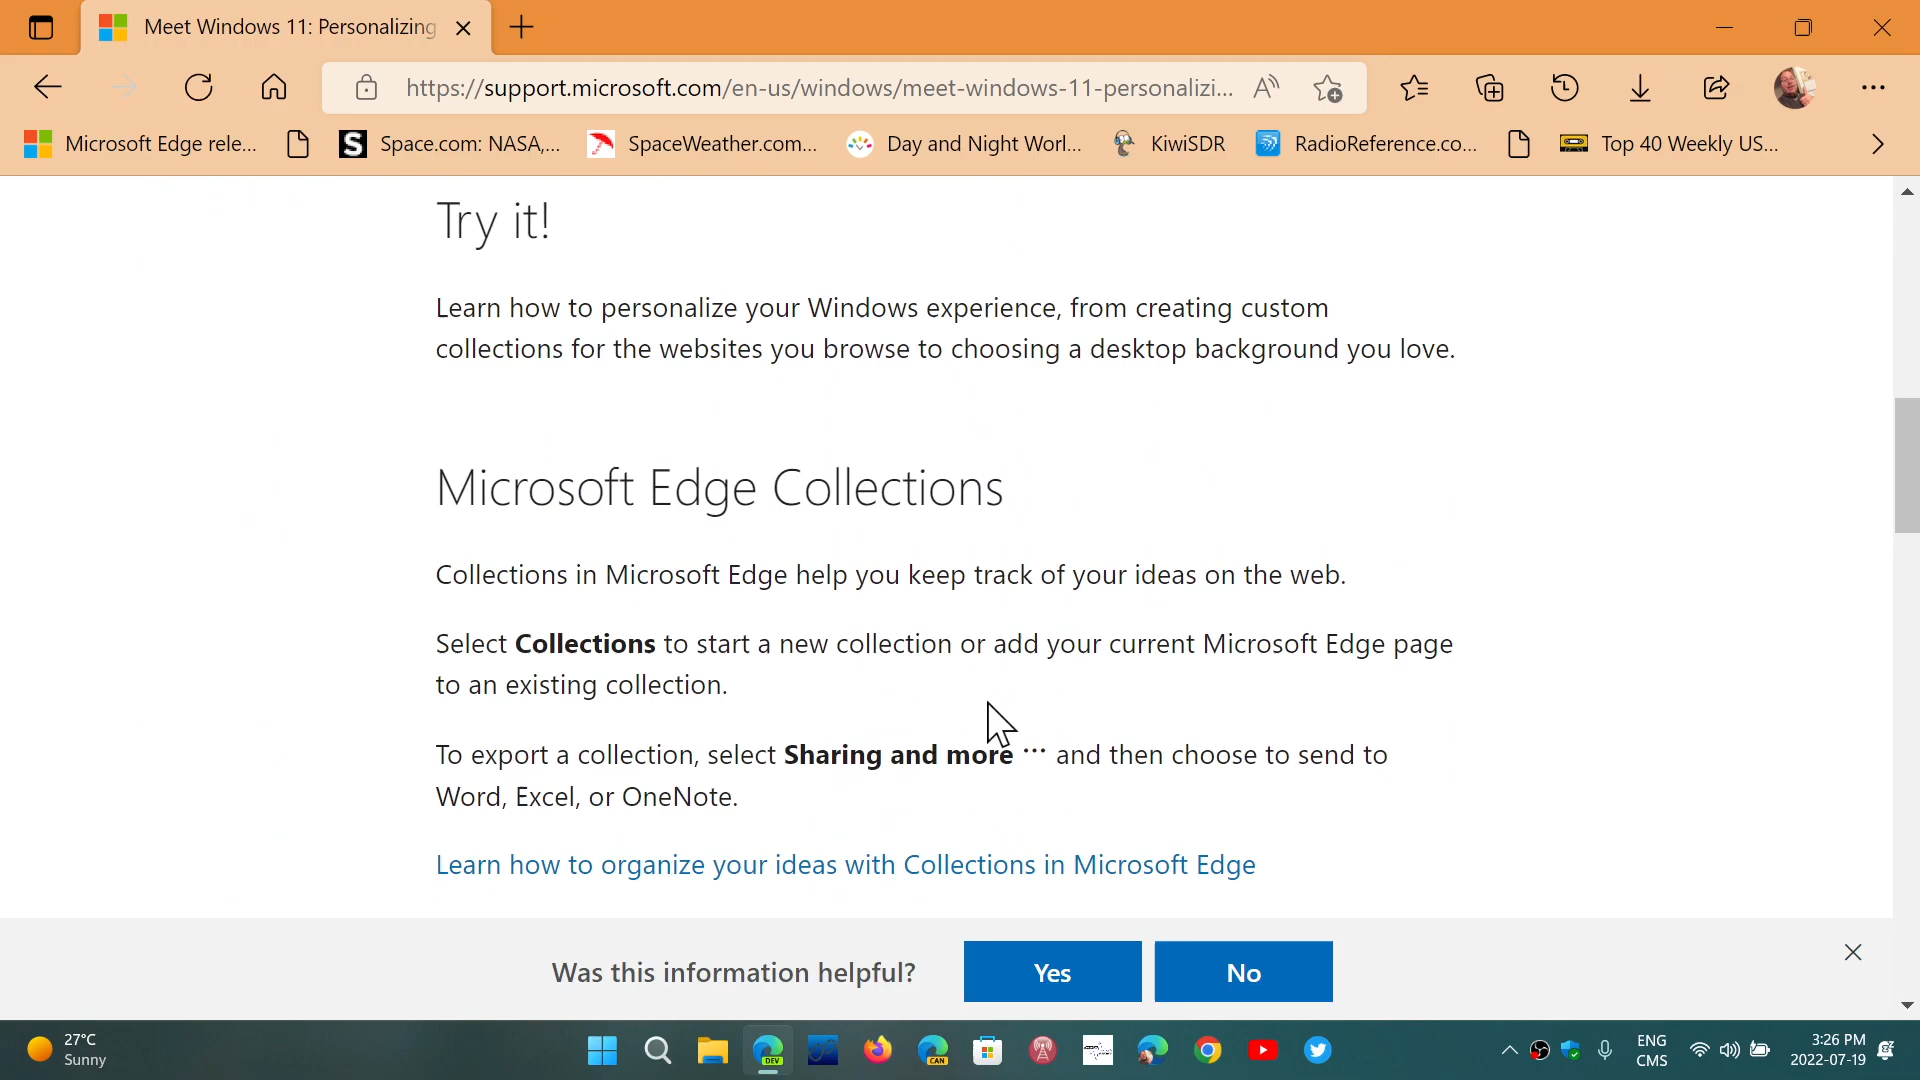 Meet Windows 11: Personalizing
https://support.microsoft.com/en-us/windows/meet-windows-11-personalizi...
Microsoft Edge rele... Space.com: NASA,... SpaceWeather.com... Day and Night Worl... KiwiSDR RadioReference.co... Top 40 Weekly US...
Try it!
Learn how to personalize your Windows experience, from creating custom
collections for the websites you browse to choosing a desktop background you love.
Microsoft Edge Collections
Collections in Microsoft Edge help you keep track of your ideas on the web.
Select Collections to start a new collection or add your current Microsoft Edge page
to an existing collection.
To export a collection, select Sharing and more ··· and then choose to send to
Word, Excel, or OneNote.
Learn how to organize your ideas with Collections in Microsoft Edge
Was this information helpful? Yes No
27°C
Sunny
DEV
CAN
ENG
CMS
3:26 PM
2022-07-19